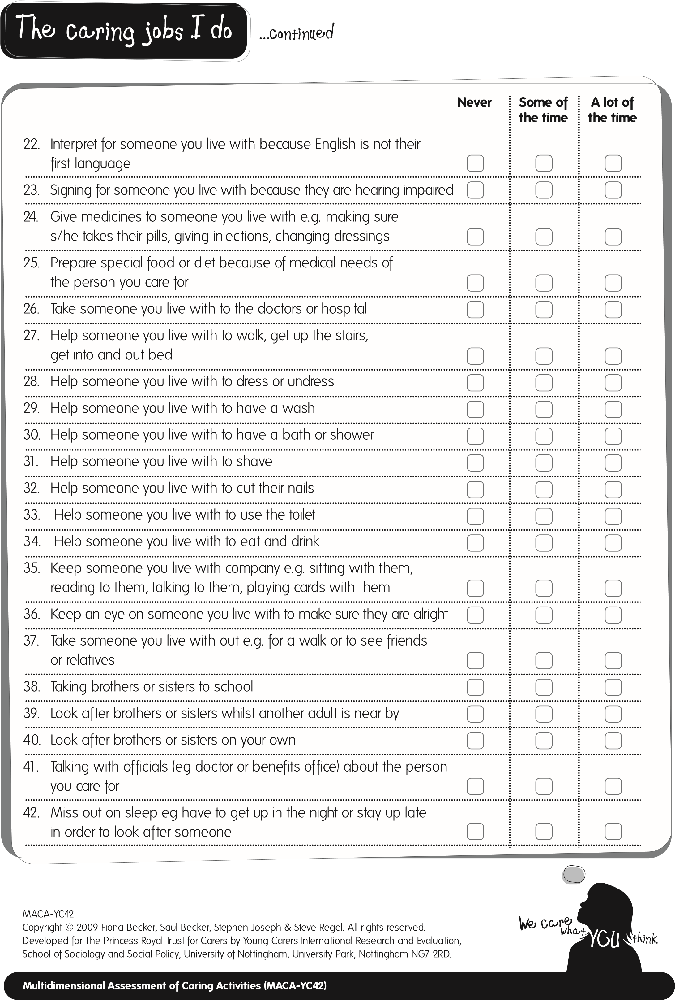 The caring jobs I do ...continued
Never Some of A lot of
the time the time
22. Interpret for someone you live with because English is not their
first language
23. Signing for someone you live with because they are hearing impaired
24. Give medicines to someone you live with e.g. making sure
s/he takes their pills, giving injections, changing dressings
25. Prepare special food or diet because of medical needs of
the person you care for
26. Take someone you live with to the doctors or hospital
27. Help someone you live with to walk, get up the stairs,
get into and out bed
28. Help someone you live with to dress or undress
29. Help someone you live with to have a wash
30. Help someone you live with to have a bath or shower
31. Help someone you live with to shave
32. Help someone you live with to cut their nails
33. Help someone you live with to use the toilet
34. Help someone you live with to eat and drink
35. Keep someone you live with company e.g. sitting with them,
reading to them, talking to them, playing cards with them
36. Keep an eye on someone you live with to make sure they are alright
37. Take someone you live with out e.g. for a walk or to see friends
or relatives
38. Taking brothers or sisters to school
39. Look after brothers or sisters whilst another adult is near by
40. Look after brothers or sisters on your own
41. Talking with officials (eg doctor or benefits office) about the person
you care for
42. Miss out on sleep eg have to get up in the night or stay up late
in order to look after someone
MACA-YC42
Copyright © 2009 Fiona Becker, Saul Becker, Stephen Joseph & Steve Regel. All rights reserved.
Developed for The Princess Royal Trust for Carers by Young Carers International Research and Evaluation,
School of Sociology and Social Policy, University of Nottingham, University Park, Nottingham NG7 2RD.
We care
what YOU think.
Multidimensional Assessment of Caring Activities (MACA-YC42)